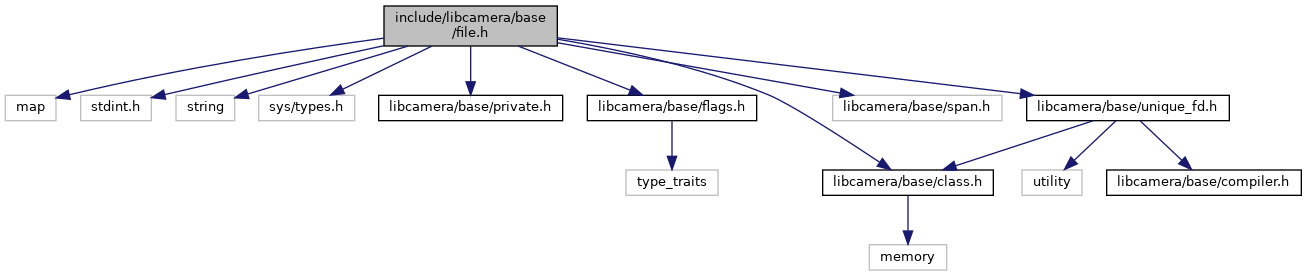 include/libcamera/base
/file.h
map
stdint.h
string
sys/types.h
libcamera/base/private.h
libcamera/base/flags.h
libcamera/base/span.h
libcamera/base/unique_fd.h
type_traits
libcamera/base/class.h
utility
libcamera/base/compiler.h
memory